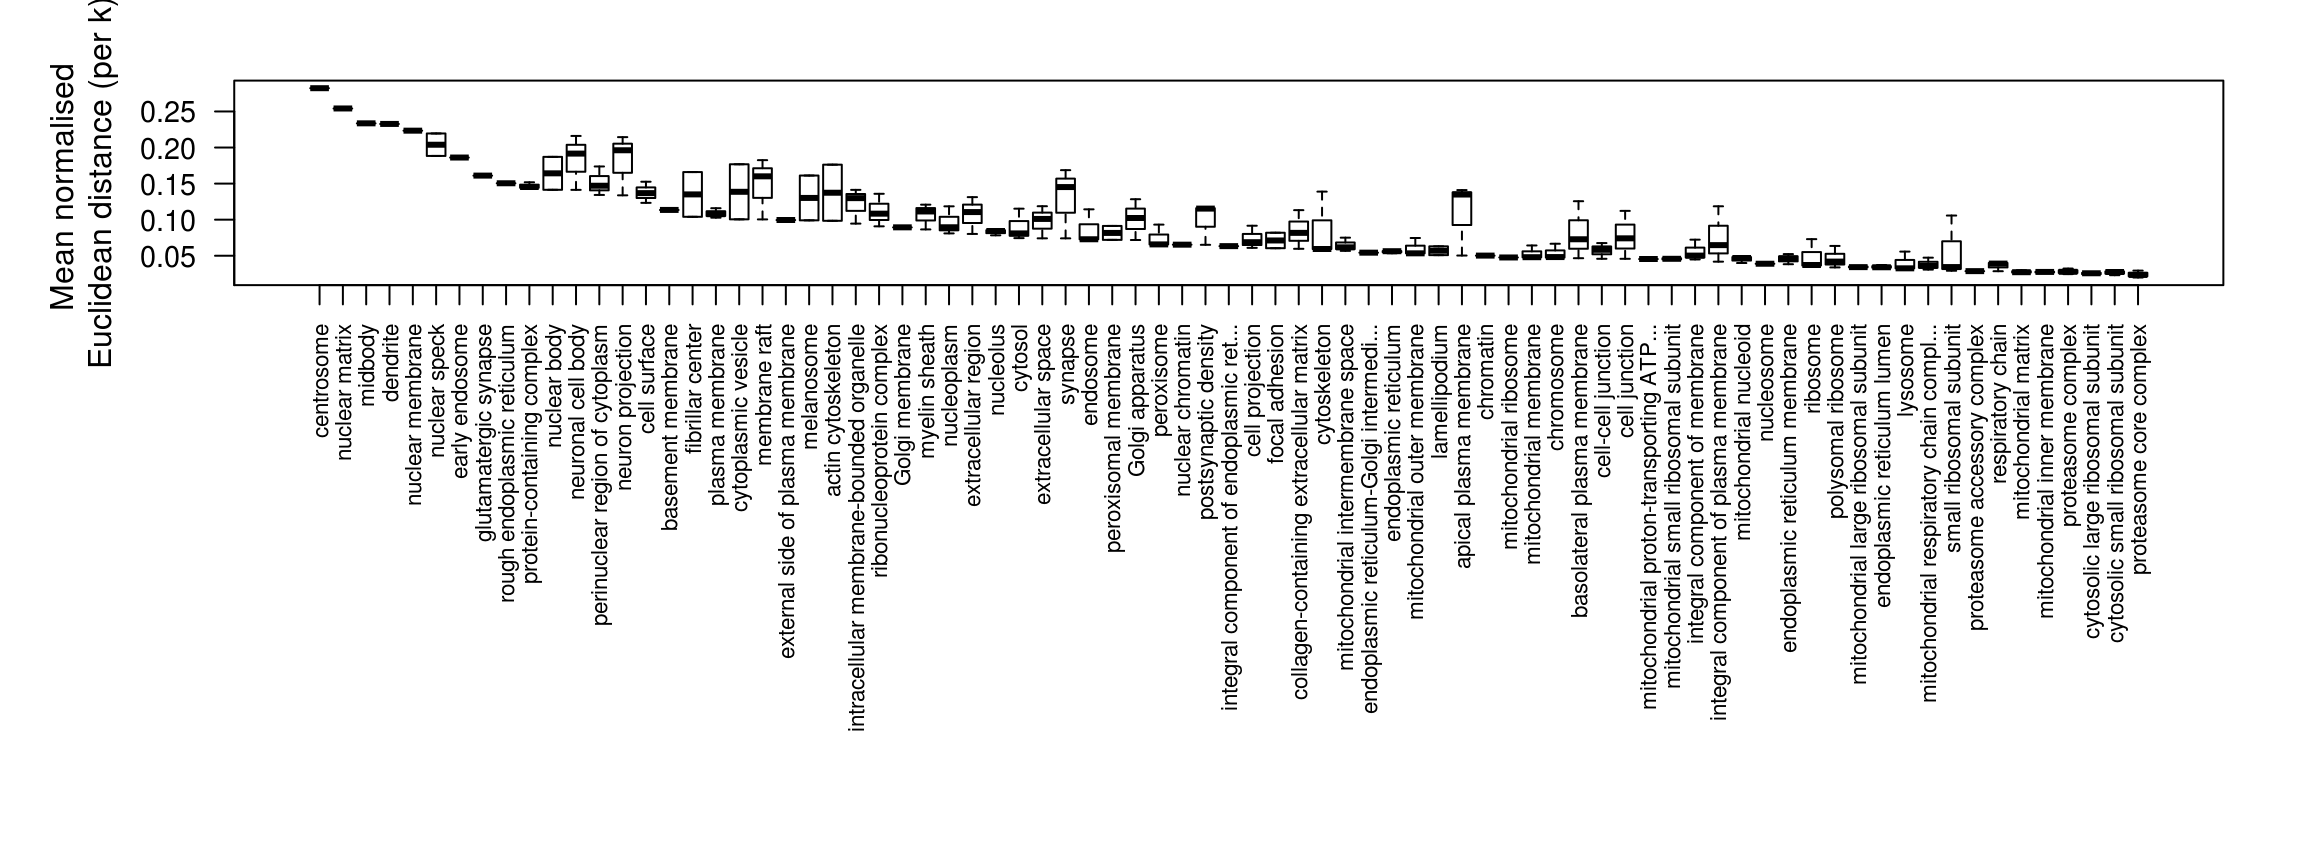 Mean normalised
Euclidean distance (per k)
0.25
0.20
0.15
0.10
0.05
centrosome
nuclear matrix
midbody
dendrite
nuclear membrane
nuclear speck
early endosome
glutamatergic synapse
rough endoplasmic reticulum
protein-containing complex
nuclear body
neuronal cell body
perinuclear region of cytoplasm
neuron projection
cell surface
basement membrane
fibrillar center
plasma membrane
cytoplasmic vesicle
membrane raft
external side of plasma membrane
melanosome
actin cytoskeleton
intracellular membrane-bounded organelle
ribonucleoprotein complex
Golgi membrane
myelin sheath
nucleoplasm
extracellular region
nucleolus
cytosol
extracellular space
synapse
endosome
peroxisomal membrane
Golgi apparatus
peroxisome
nuclear chromatin
postsynaptic density
integral component of endoplasmic ret...
cell projection
focal adhesion
collagen-containing extracellular matrix
cytoskeleton
mitochondrial intermembrane space
endoplasmic reticulum-Golgi intermedi...
endoplasmic reticulum
mitochondrial outer membrane
lamellipodium
apical plasma membrane
chromatin
mitochondrial ribosome
mitochondrial membrane
chromosome
basolateral plasma membrane
cell-cell junction
cell junction
mitochondrial proton-transporting ATP...
mitochondrial small ribosomal subunit
integral component of membrane
integral component of plasma membrane
mitochondrial nucleoid
nucleosome
endoplasmic reticulum membrane
ribosome
polysomal ribosome
mitochondrial large ribosomal subunit
endoplasmic reticulum lumen
lysosome
mitochondrial respiratory chain compl...
small ribosomal subunit
proteasome accessory complex
respiratory chain
mitochondrial matrix
mitochondrial inner membrane
proteasome complex
cytosolic large ribosomal subunit
cytosolic small ribosomal subunit
proteasome core complex